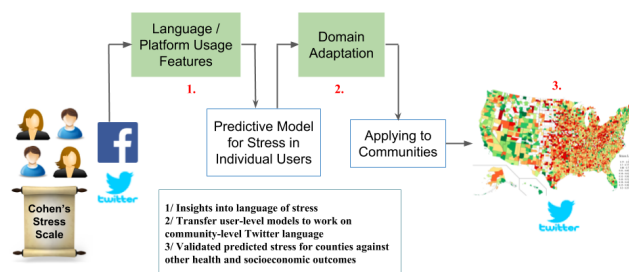 Language /
Platform Usage
Features
Domain
Adaptation
1.
2.
3.
Predictive Model
for Stress in
Individual Users
Applying to
Communities
twitter
Cohen's
Stress
Scale
1/ Insights into language of stress
2/ Transfer user-level models to work on
community-level Twitter language
3/ Validated predicted stress for counties against
other health and socioeconomic outcomes
twitter